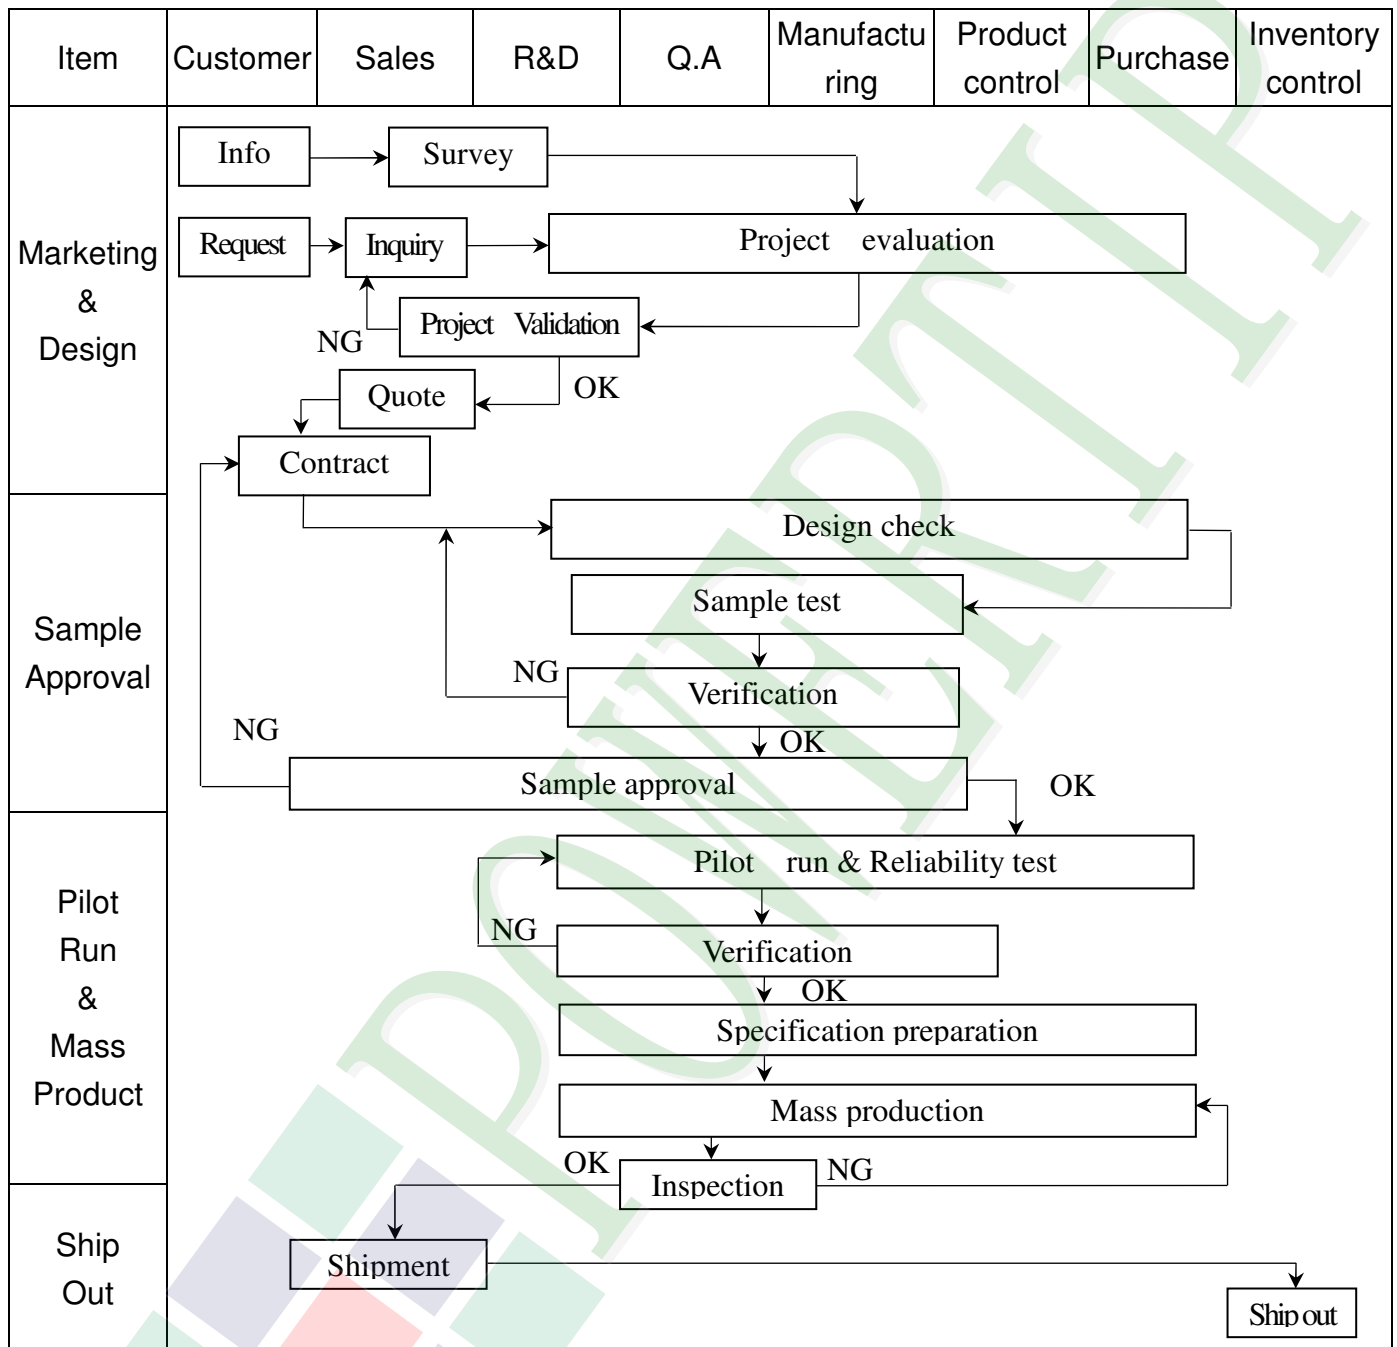 Item
Customer
Sales
R&D
Q.A
Manufactu
ring
Product
control
Purchase
Inventory
control
Marketing
&
Design
Info
Survey
Request
Inquiry
Project evaluation
Project Validation
NG
OK
Quote
Contract
Sample
Approval
Design check
Sample test
NG
Verification
OK
NG
Sample approval
OK
Pilot
Run
&
Mass
Product
Pilot run & Reliability test
NG
Verification
OK
Specification preparation
Mass production
OK
Inspection
NG
Ship
Out
Shipment
Ship out
POWERTIP